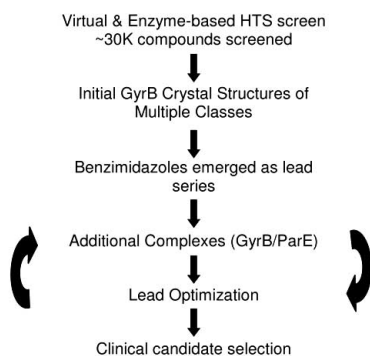 Virtual & Enzyme-based HTS screen
~30K compounds screened
Initial GyrB Crystal Structures of
Multiple Classes
Benzimidazoles emerged as lead
series
Additional Complexes (GyrB/ParE)
Lead Optimization
Clinical candidate selection